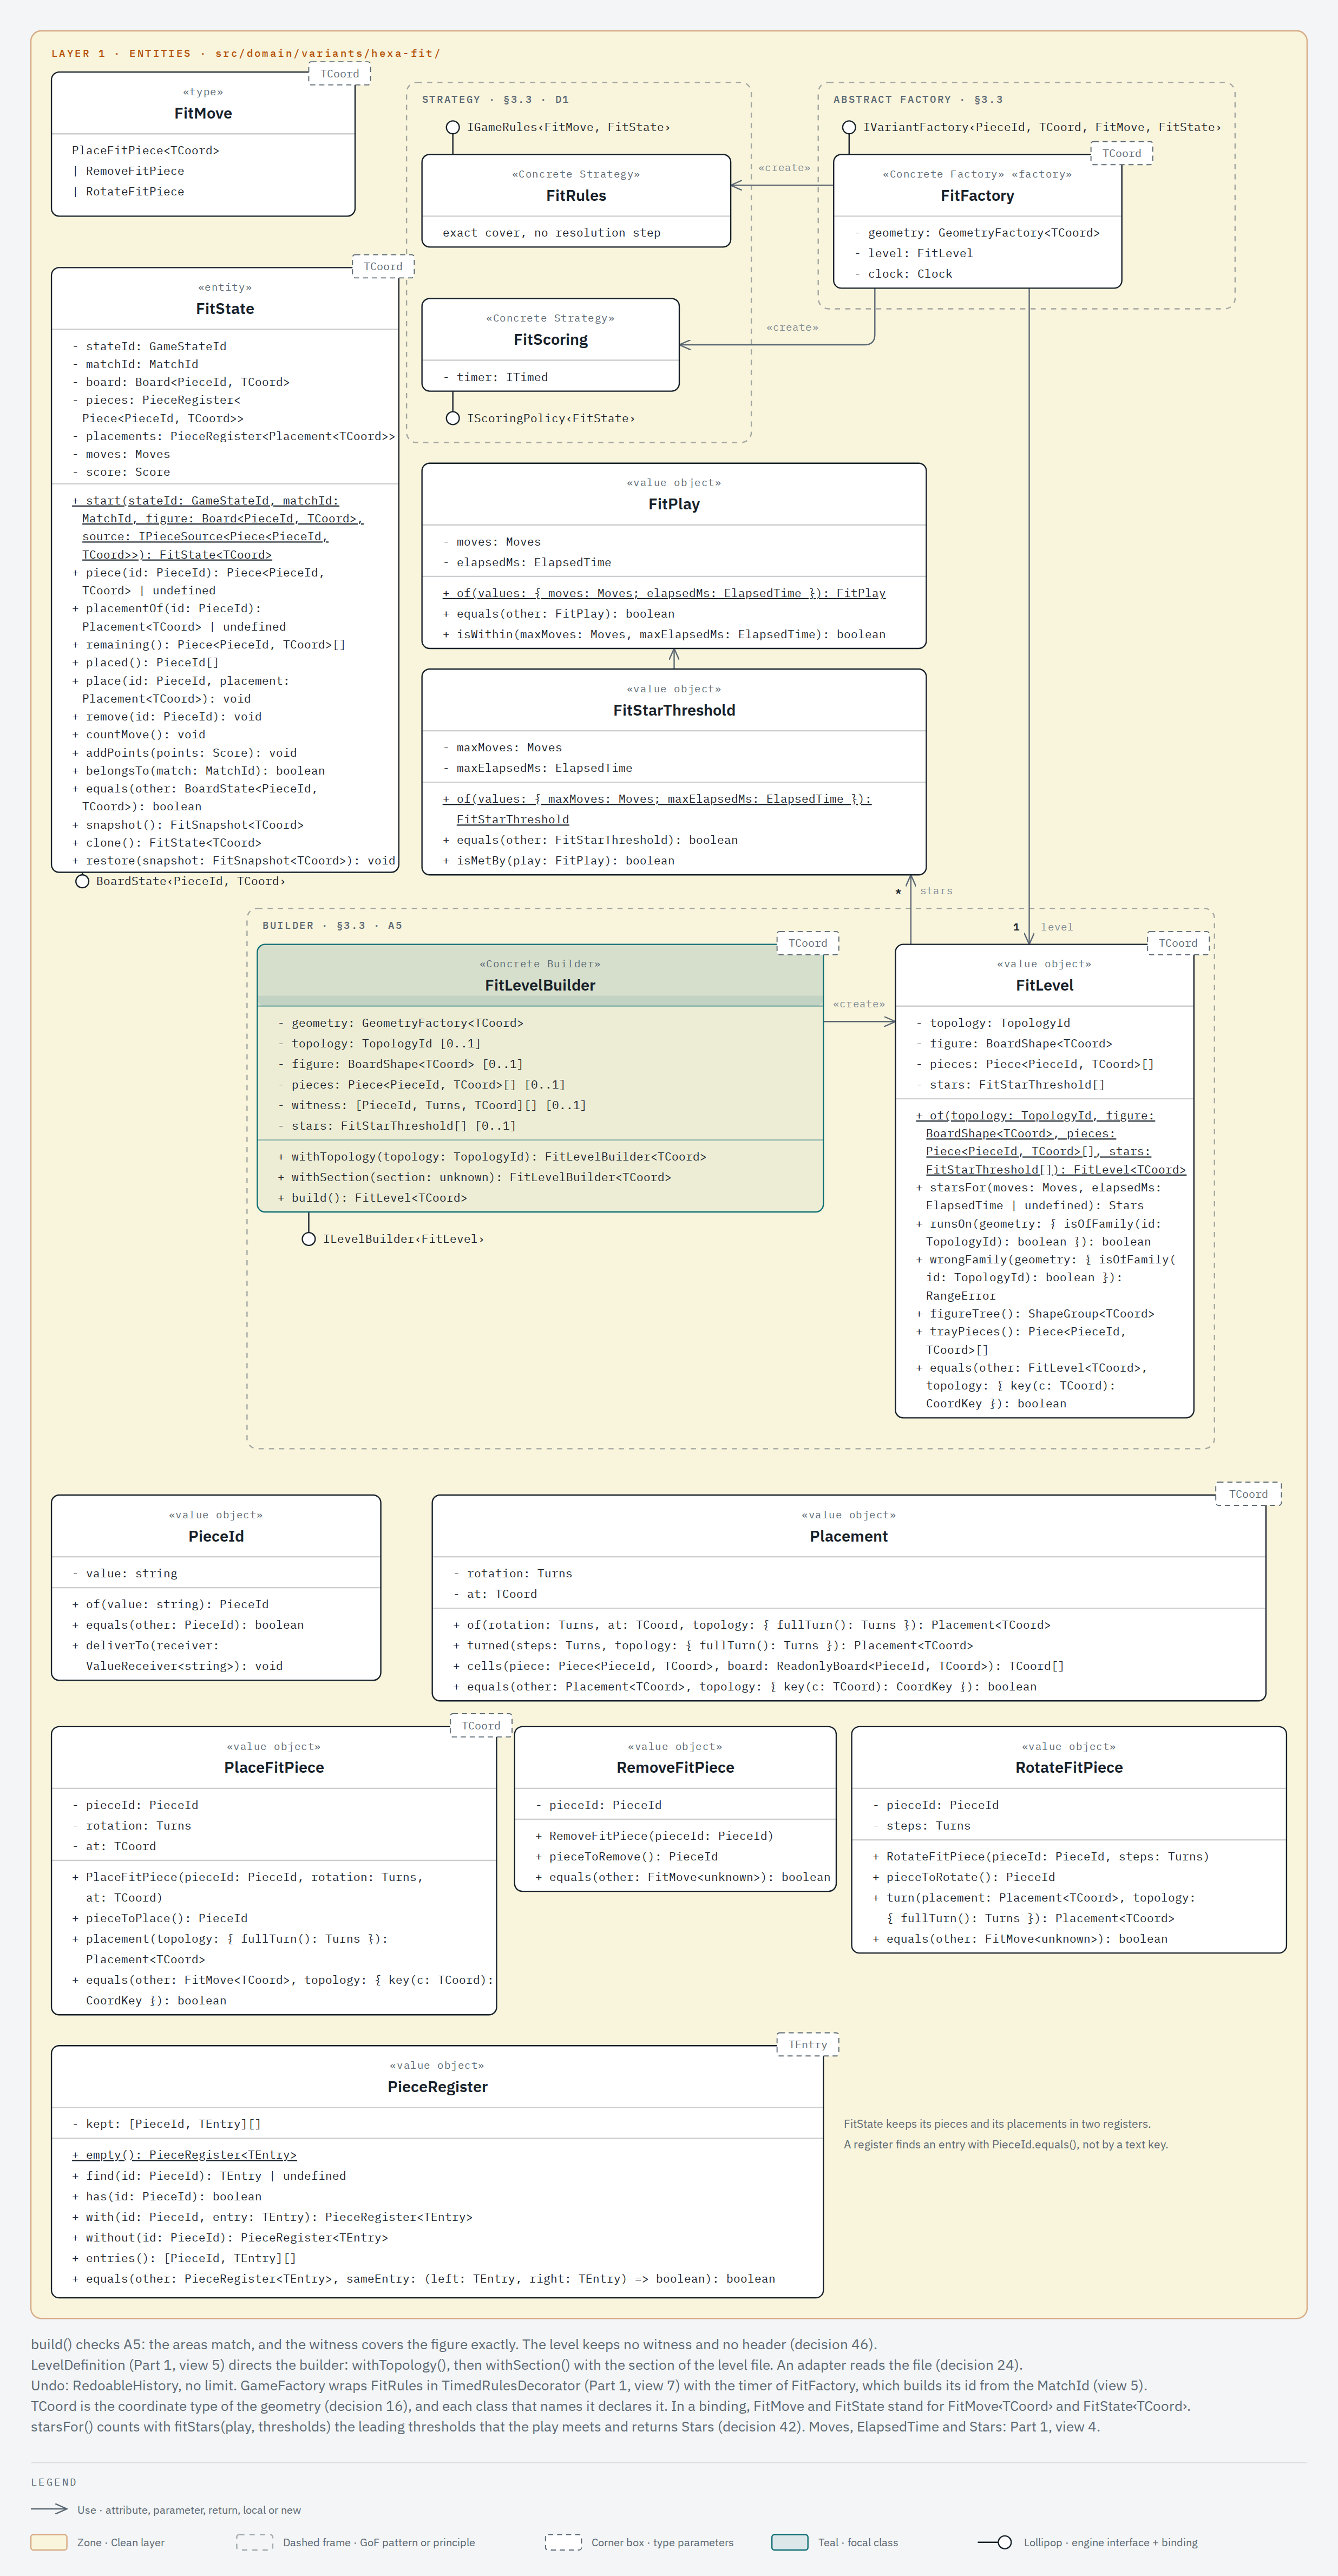 LAYER 1 · ENTITIES · src/domain/variants/hexa-fit/
TCoord
«type»
FitMove
PlaceFitPiece<TCoord>
| RemoveFitPiece
| RotateFitPiece
STRATEGY · §3.3 · D1
IGameRules‹FitMove, FitState›
«Concrete Strategy»
FitRules
exact cover, no resolution step
«create»
ABSTRACT FACTORY · §3.3
IVariantFactory‹PieceId, TCoord, FitMove, FitState›
TCoord
«Concrete Factory» «factory»
FitFactory
- geometry: GeometryFactory<TCoord>
- level: FitLevel
- clock: Clock
TCoord
«entity»
FitState
- stateId: GameStateId
- matchId: MatchId
- board: Board<PieceId, TCoord>
- pieces: PieceRegister<
Piece<PieceId, TCoord>>
- placements: PieceRegister<Placement<TCoord>>
- moves: Moves
- score: Score
+ start(stateId: GameStateId, matchId:
MatchId, figure: Board<PieceId, TCoord>,
source: IPieceSource<Piece<PieceId,
TCoord>>): FitState<TCoord>
+ piece(id: PieceId): Piece<PieceId,
TCoord> | undefined
+ placementOf(id: PieceId):
Placement<TCoord> | undefined
+ remaining(): Piece<PieceId, TCoord>[]
+ placed(): PieceId[]
+ place(id: PieceId, placement:
Placement<TCoord>): void
+ remove(id: PieceId): void
+ countMove(): void
+ addPoints(points: Score): void
+ belongsTo(match: MatchId): boolean
+ equals(other: BoardState<PieceId,
TCoord>): boolean
+ snapshot(): FitSnapshot<TCoord>
+ clone(): FitState<TCoord>
+ restore(snapshot: FitSnapshot<TCoord>): void
BoardState‹PieceId, TCoord›
«Concrete Strategy»
FitScoring
- timer: ITimed
IScoringPolicy‹FitState›
«create»
«value object»
FitPlay
- moves: Moves
- elapsedMs: ElapsedTime
+ of(values: { moves: Moves; elapsedMs: ElapsedTime }): FitPlay
+ equals(other: FitPlay): boolean
+ isWithin(maxMoves: Moves, maxElapsedMs: ElapsedTime): boolean
«value object»
FitStarThreshold
- maxMoves: Moves
- maxElapsedMs: ElapsedTime
+ of(values: { maxMoves: Moves; maxElapsedMs: ElapsedTime }):
FitStarThreshold
+ equals(other: FitStarThreshold): boolean
+ isMetBy(play: FitPlay): boolean
* stars
1 level
BUILDER · §3.3 · A5
TCoord
«Concrete Builder»
FitLevelBuilder
- geometry: GeometryFactory<TCoord>
- topology: TopologyId [0..1]
- figure: BoardShape<TCoord> [0..1]
- pieces: Piece<PieceId, TCoord>[] [0..1]
- witness: [PieceId, Turns, TCoord][] [0..1]
- stars: FitStarThreshold[] [0..1]
+ withTopology(topology: TopologyId): FitLevelBuilder<TCoord>
+ withSection(section: unknown): FitLevelBuilder<TCoord>
+ build(): FitLevel<TCoord>
ILevelBuilder‹FitLevel›
«create»
TCoord
«value object»
FitLevel
- topology: TopologyId
- figure: BoardShape<TCoord>
- pieces: Piece<PieceId, TCoord>[]
- stars: FitStarThreshold[]
+ of(topology: TopologyId, figure:
BoardShape<TCoord>, pieces:
Piece<PieceId, TCoord>[], stars:
FitStarThreshold[]): FitLevel<TCoord>
+ starsFor(moves: Moves, elapsedMs:
ElapsedTime | undefined): Stars
+ runsOn(geometry: { isOfFamily(id:
TopologyId): boolean }): boolean
+ wrongFamily(geometry: { isOfFamily(
id: TopologyId): boolean }):
RangeError
+ figureTree(): ShapeGroup<TCoord>
+ trayPieces(): Piece<PieceId,
TCoord>[]
+ equals(other: FitLevel<TCoord>,
topology: { key(c: TCoord):
CoordKey }): boolean
«value object»
PieceId
- value: string
+ of(value: string): PieceId
+ equals(other: PieceId): boolean
+ deliverTo(receiver:
ValueReceiver<string>): void
TCoord
«value object»
Placement
- rotation: Turns
- at: TCoord
+ of(rotation: Turns, at: TCoord, topology: { fullTurn(): Turns }): Placement<TCoord>
+ turned(steps: Turns, topology: { fullTurn(): Turns }): Placement<TCoord>
+ cells(piece: Piece<PieceId, TCoord>, board: ReadonlyBoard<PieceId, TCoord>): TCoord[]
+ equals(other: Placement<TCoord>, topology: { key(c: TCoord): CoordKey }): boolean
TCoord
«value object»
PlaceFitPiece
- pieceId: PieceId
- rotation: Turns
- at: TCoord
+ PlaceFitPiece(pieceId: PieceId, rotation: Turns,
at: TCoord)
+ pieceToPlace(): PieceId
+ placement(topology: { fullTurn(): Turns }):
Placement<TCoord>
+ equals(other: FitMove<TCoord>, topology: { key(c: TCoord):
CoordKey }): boolean
«value object»
RemoveFitPiece
- pieceId: PieceId
+ RemoveFitPiece(pieceId: PieceId)
+ pieceToRemove(): PieceId
+ equals(other: FitMove<unknown>): boolean
«value object»
RotateFitPiece
- pieceId: PieceId
- steps: Turns
+ RotateFitPiece(pieceId: PieceId, steps: Turns)
+ pieceToRotate(): PieceId
+ turn(placement: Placement<TCoord>, topology:
{ fullTurn(): Turns }): Placement<TCoord>
+ equals(other: FitMove<unknown>): boolean
TEntry
«value object»
PieceRegister
- kept: [PieceId, TEntry][]
+ empty(): PieceRegister<TEntry>
+ find(id: PieceId): TEntry | undefined
+ has(id: PieceId): boolean
+ with(id: PieceId, entry: TEntry): PieceRegister<TEntry>
+ without(id: PieceId): PieceRegister<TEntry>
+ entries(): [PieceId, TEntry][]
+ equals(other: PieceRegister<TEntry>, sameEntry: (left: TEntry, right: TEntry) => boolean): boolean
FitState keeps its pieces and its placements in two registers.
A register finds an entry with PieceId.equals(), not by a text key.
build() checks A5: the areas match, and the witness covers the figure exactly. The level keeps no witness and no header (decision 46).
LevelDefinition (Part 1, view 5) directs the builder: withTopology(), then withSection() with the section of the level file. An adapter reads the file (decision 24).
Undo: RedoableHistory, no limit. GameFactory wraps FitRules in TimedRulesDecorator (Part 1, view 7) with the timer of FitFactory, which builds its id from the MatchId (view 5).
TCoord is the coordinate type of the geometry (decision 16), and each class that names it declares it. In a binding, FitMove and FitState stand for FitMove‹TCoord› and FitState‹TCoord›.
starsFor() counts with fitStars(play, thresholds) the leading thresholds that the play meets and returns Stars (decision 42). Moves, ElapsedTime and Stars: Part 1, view 4.
LEGEND
Use · attribute, parameter, return, local or new
Zone · Clean layer
Dashed frame · GoF pattern or principle
Corner box · type parameters
Teal · focal class
Lollipop · engine interface + binding